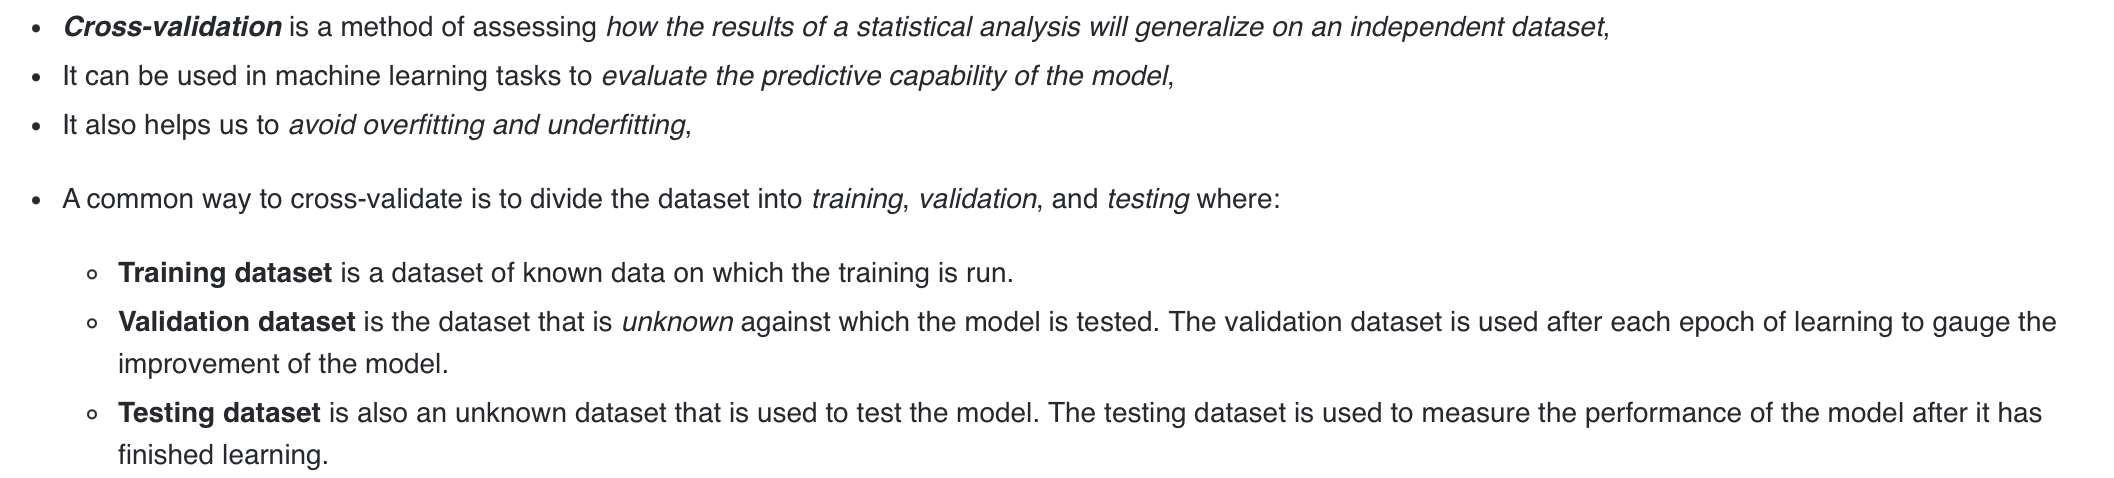 Cross-validation is a method of assessing how the results of a statistical analysis will generalize on an independent dataset,
It can be used in machine learning tasks to evaluate the predictive capability of the model,
It also helps us to avoid overfitting and underfitting,
A common way to cross-validate is to divide the dataset into training, validation, and testing where:
Training dataset is a dataset of known data on which the training is run.
Validation dataset is the dataset that is unknown against which the model is tested. The validation dataset is used after each epoch of learning to gauge the
improvement of the model.
Testing dataset is also an unknown dataset that is used to test the model. The testing dataset is used to measure the performance of the model after it has
finished learning.